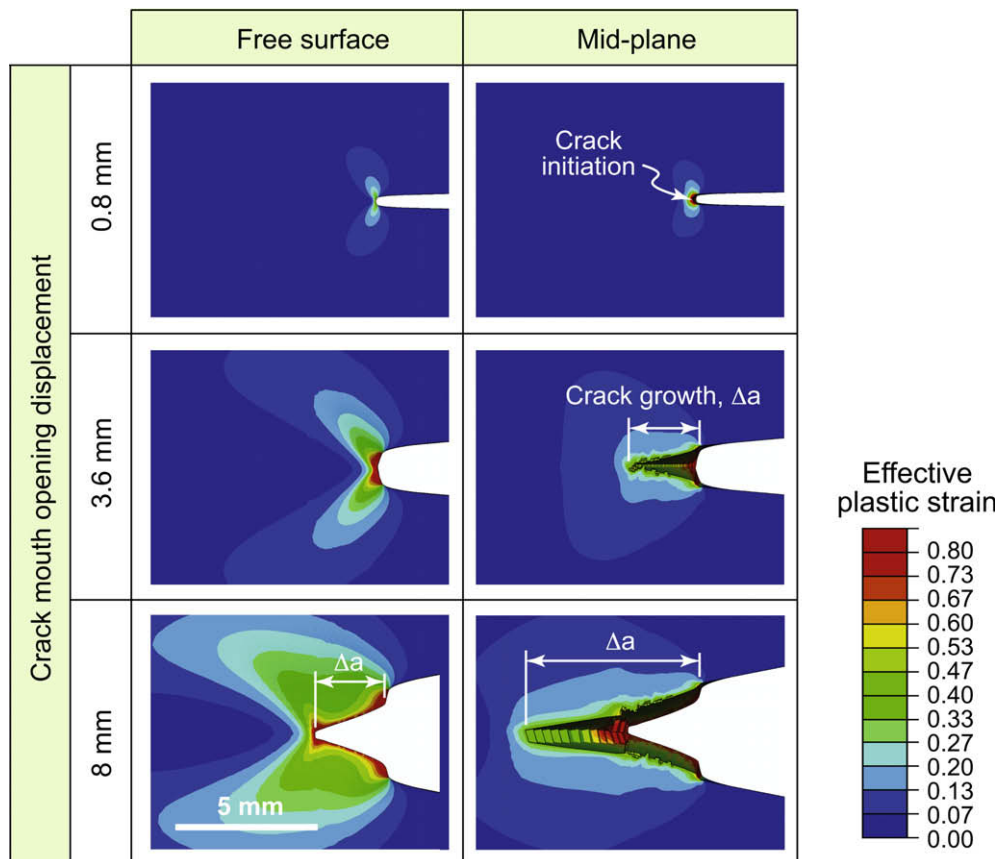 Free surface
Mid-plane
Crack mouth opening displacement
0.8 mm
Crack
initiation
3.6 mm
Crack growth, Δa
8 mm
Δa
5 mm
Δa
Effective
plastic strain
0.80
0.73
0.67
0.60
0.53
0.47
0.40
0.33
0.27
0.20
0.13
0.07
0.00